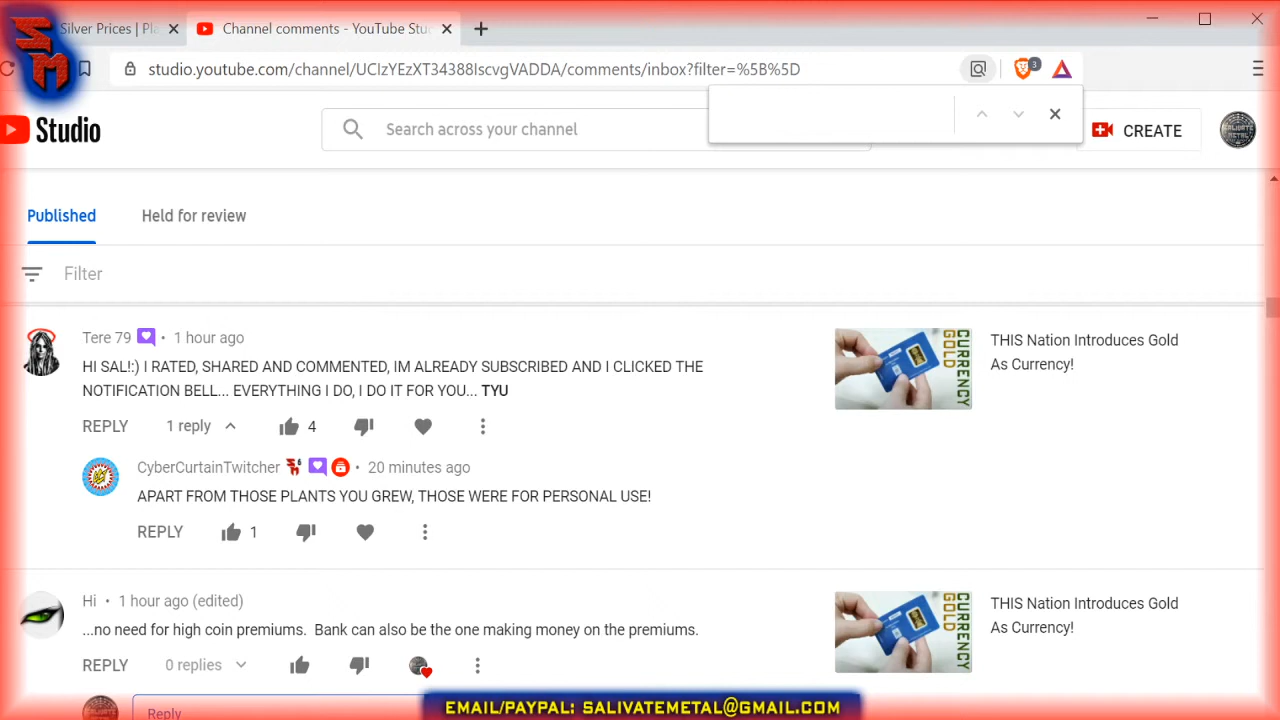 SM
Silver Prices | Pla
Channel comments - YouTube Stu
studio.youtube.com/channel/UCIzYEzXT34388IscvgVADDA/comments/inbox?filter=%5B%5D
3
Studio
Search across your channel
CREATE
Published
Held for review
Filter
Tere 79 • 1 hour ago
HI SAL!:) I RATED, SHARED AND COMMENTED, IM ALREADY SUBSCRIBED AND I CLICKED THE
NOTIFICATION BELL... EVERYTHING I DO, I DO IT FOR YOU... TYU
REPLY 1 reply 4
CURRENCY
GOLD
THIS Nation Introduces Gold
As Currency!
CyberCurtainTwitcher • 20 minutes ago
APART FROM THOSE PLANTS YOU GREW, THOSE WERE FOR PERSONAL USE!
REPLY 1
Hi • 1 hour ago (edited)
...no need for high coin premiums. Bank can also be the one making money on the premiums.
REPLY 0 replies
CURRENCY
GOLD
THIS Nation Introduces Gold
As Currency!
Reply
EMAIL/PAYPAL: SALIVATEMETAL@GMAIL.COM